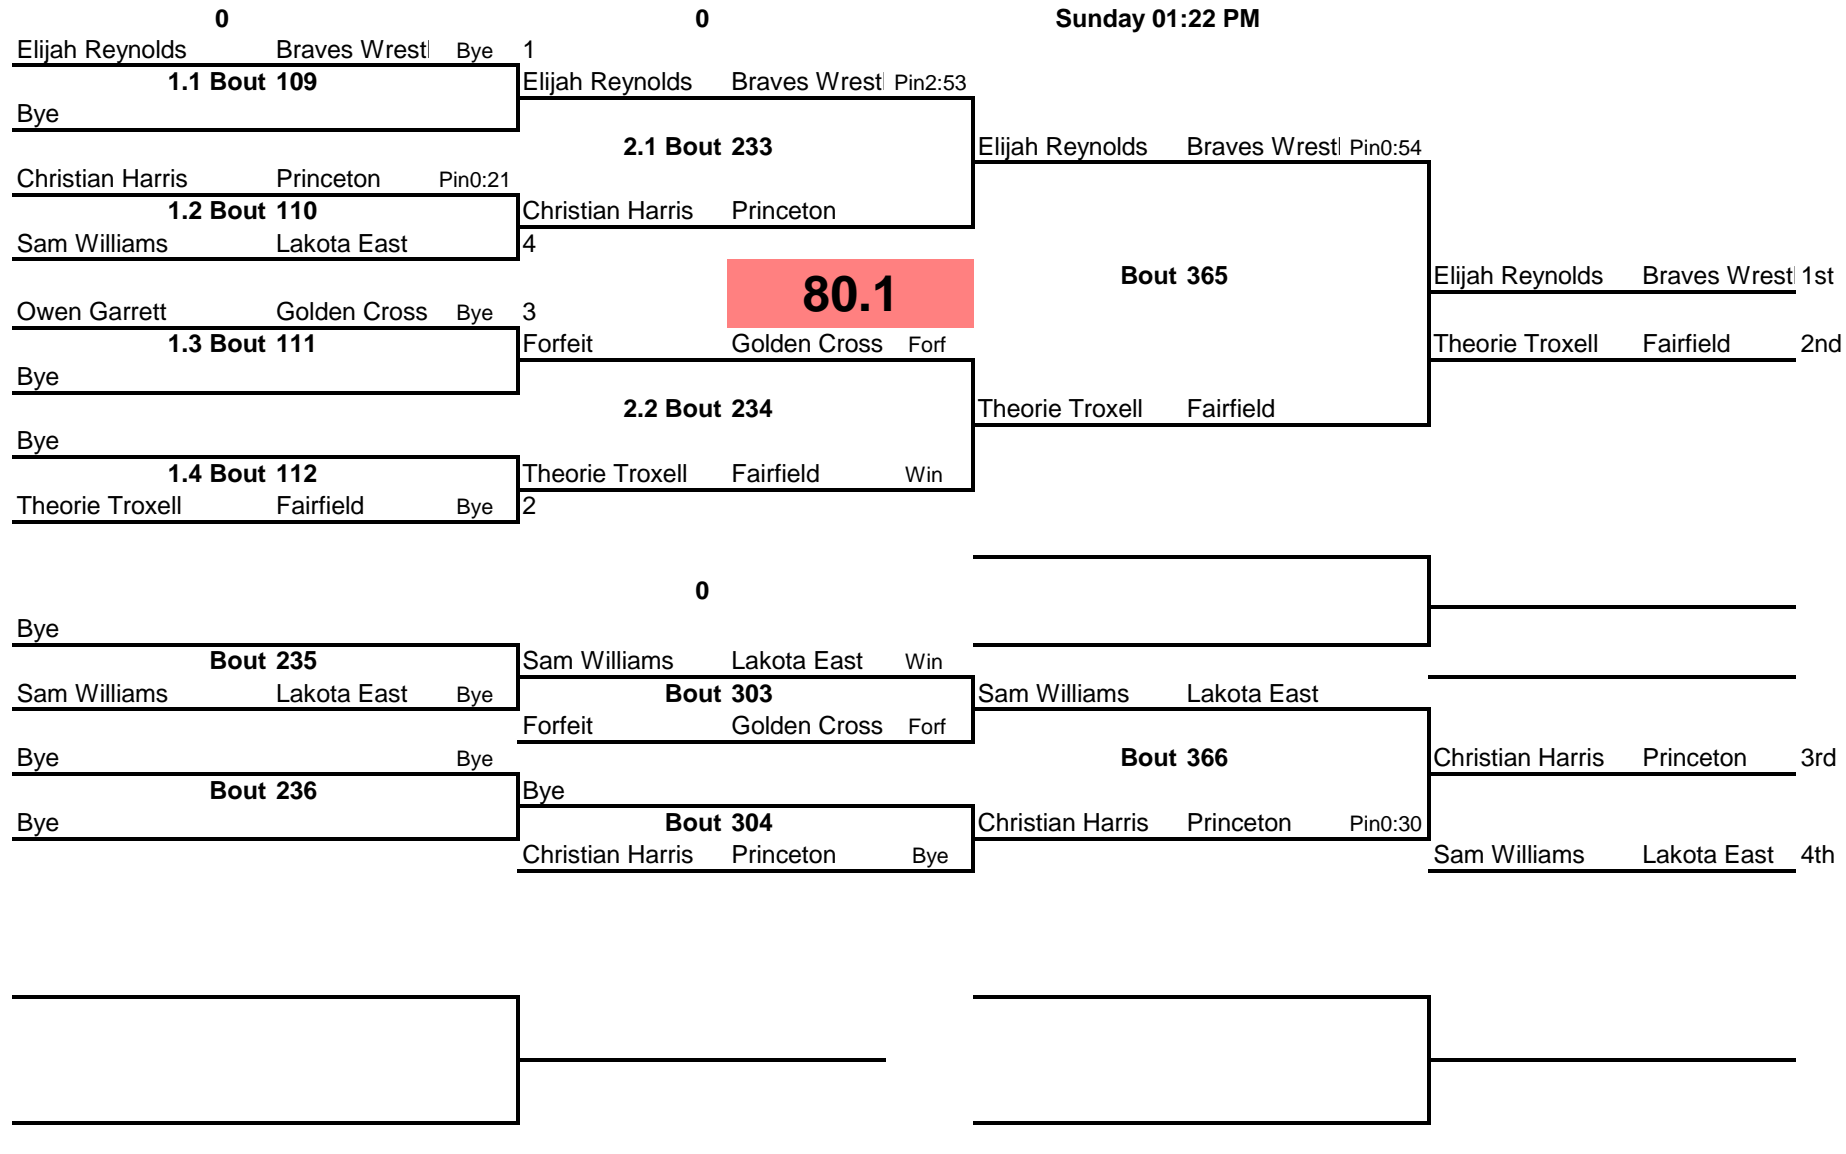 0 0 Sunday 01:22 PM
Elijah Reynolds Braves Wrestl Bye 1
1.1 Bout 109 Elijah Reynolds Braves Wrestl Pin2:53
Bye
2.1 Bout 233 Elijah Reynolds Braves Wrestl Pin0:54
Christian Harris Princeton Pin0:21
1.2 Bout 110 Christian Harris Princeton
Sam Williams Lakota East 4
80.1 Bout 365 Elijah Reynolds Braves Wrestl 1st
Owen Garrett Golden Cross Bye 3
1.3 Bout 111 Forfeit Golden Cross Forf Theorie Troxell Fairfield 2nd
Bye
2.2 Bout 234 Theorie Troxell Fairfield
Bye
1.4 Bout 112 Theorie Troxell Fairfield Win
Theorie Troxell Fairfield Bye 2
0
Bye
Bout 235 Sam Williams Lakota East Win
Sam Williams Lakota East Bye Bout 303 Sam Williams Lakota East
Forfeit Golden Cross Forf
Bye Bye Bout 366 Christian Harris Princeton 3rd
Bout 236 Bye
Bye Bout 304 Christian Harris Princeton Pin0:30
Christian Harris Princeton Bye Sam Williams Lakota East 4th